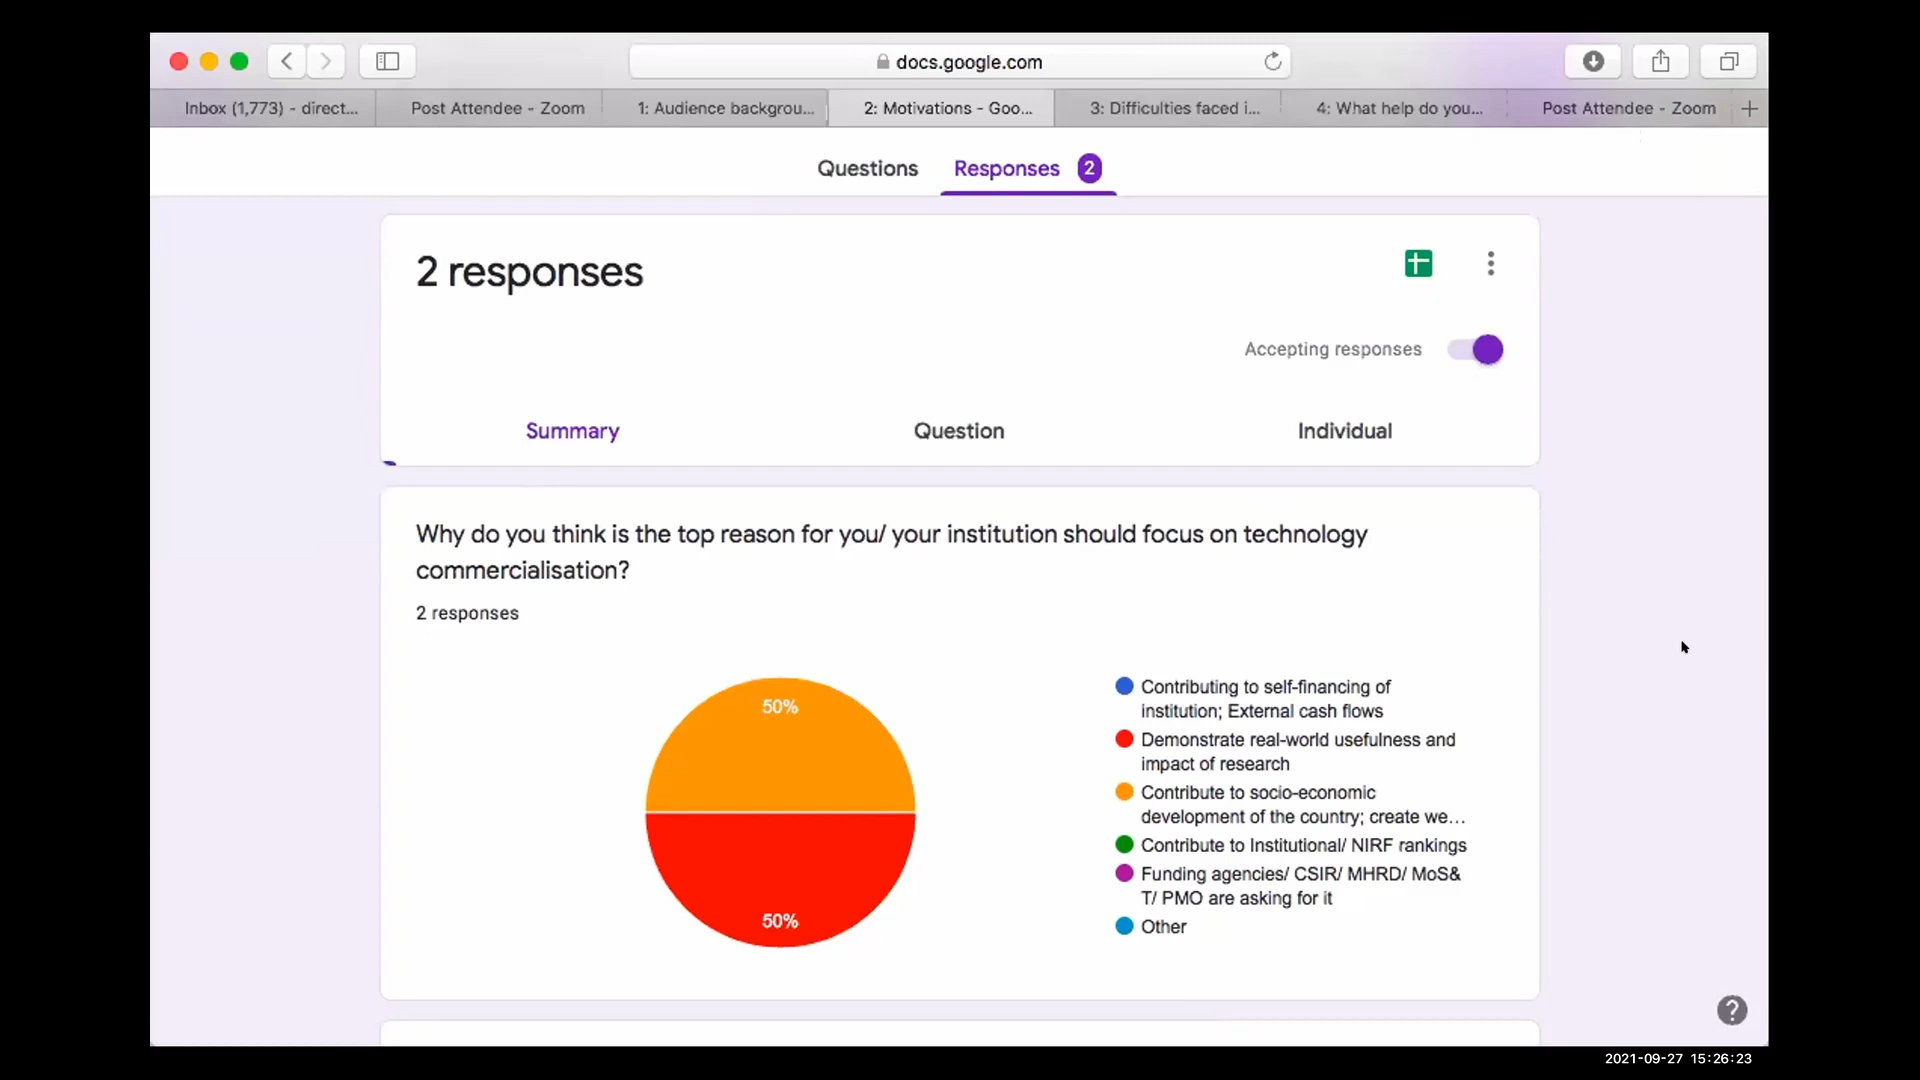 docs.google.com
Inbox (1,773) - direct...
Post Attendee - Zoom
1: Audience backgrou...
2: Motivations - Goo...
3: Difficulties faced i...
4: What help do you...
Post Attendee - Zoom
Questions
Responses 2
2 responses
Accepting responses
Summary
Question
Individual
Why do you think is the top reason for you/ your institution should focus on technology
commercialisation?
2 responses
50%
50%
Contributing to self-financing of
institution; External cash flows
Demonstrate real-world usefulness and
impact of research
Contribute to socio-economic
development of the country; create we...
Contribute to Institutional/ NIRF rankings
Funding agencies/ CSIR/ MHRD/ MoS&
T/ PMO are asking for it
Other
2021-09-27 15:26:23